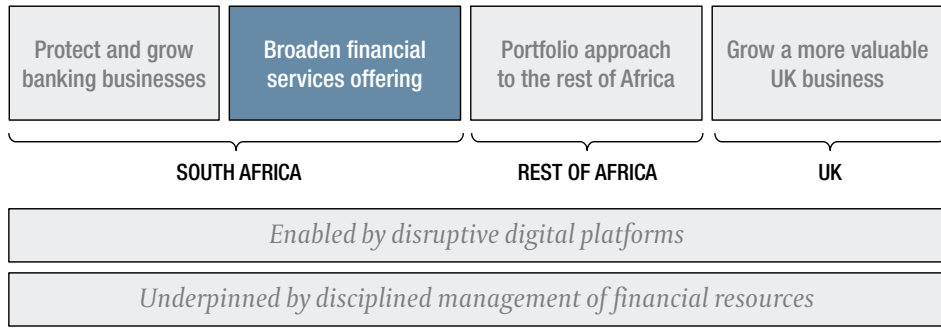 Protect and grow
banking businesses
Broaden financial
services offering
Portfolio approach
to the rest of Africa
Grow a more valuable
UK business
SOUTH AFRICA
REST OF AFRICA
UK
Enabled by disruptive digital platforms
Underpinned by disciplined management of financial resources